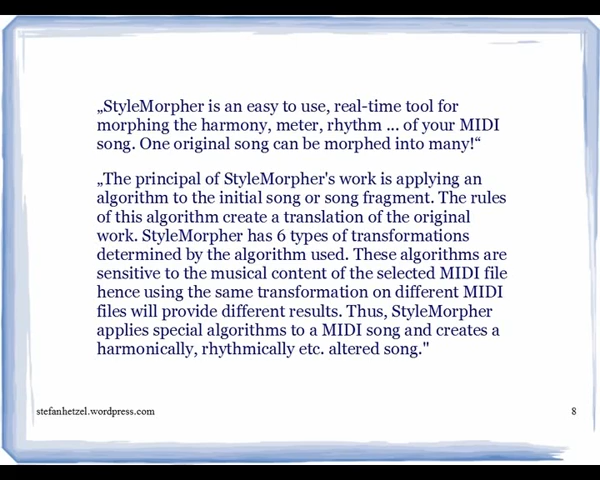 „StyleMorpher is an easy to use, real-time tool for
morphing the harmony, meter, rhythm ... of your MIDI
song. One original song can be morphed into many!“
„The principal of StyleMorpher's work is applying an
algorithm to the initial song or song fragment. The rules
of this algorithm create a translation of the original
work. StyleMorpher has 6 types of transformations
determined by the algorithm used. These algorithms are
sensitive to the musical content of the selected MIDI file
hence using the same transformation on different MIDI
files will provide different results. Thus, StyleMorpher
applies special algorithms to a MIDI song and creates a
harmonically, rhythmically etc. altered song."
stefanhetzel.wordpress.com
8